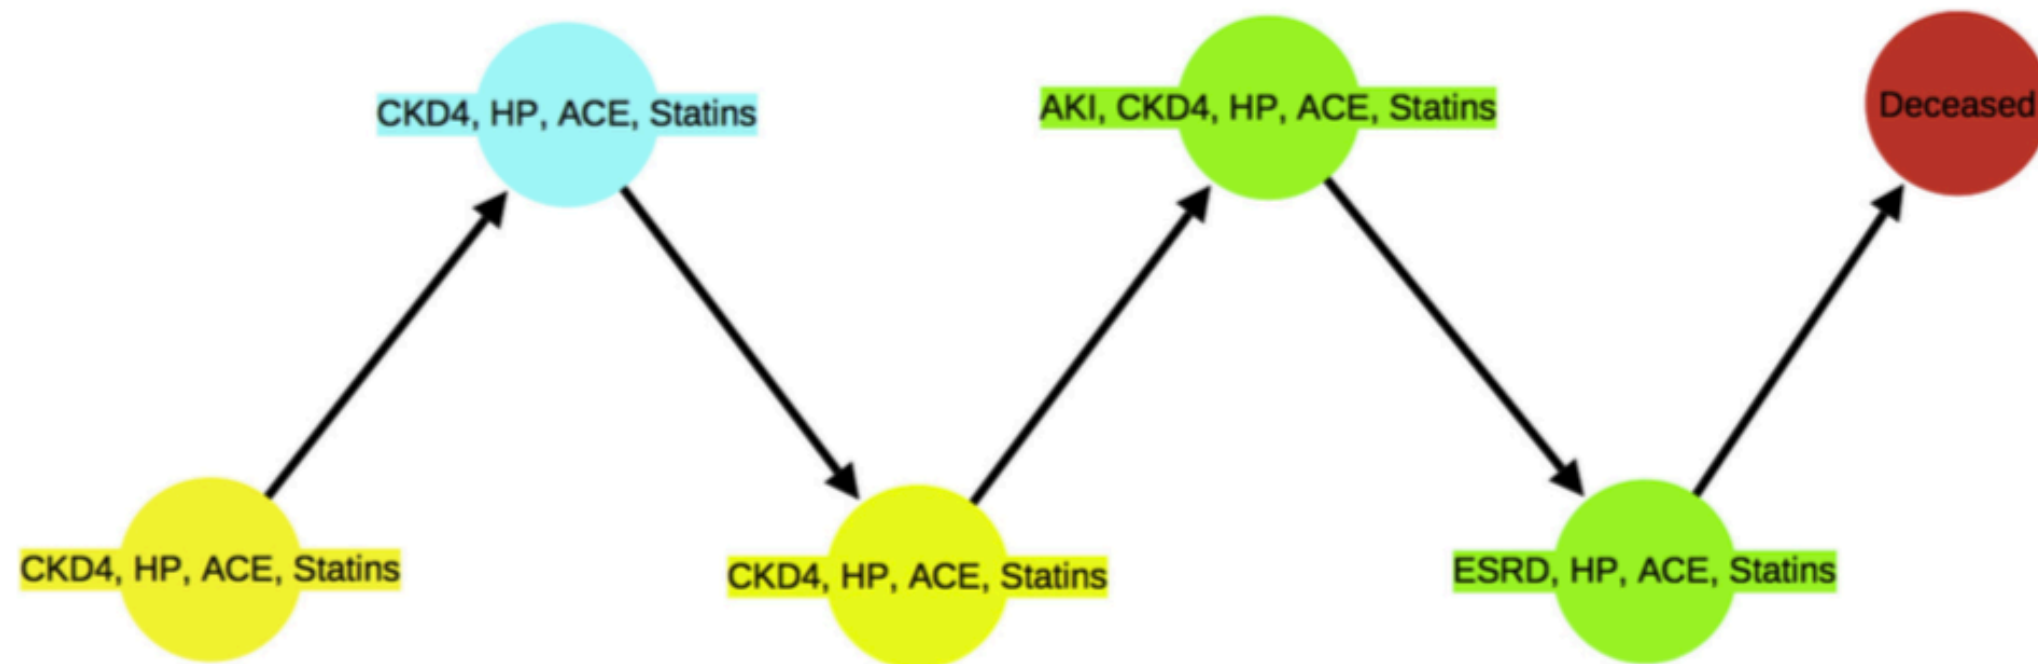 CKD4, HP, ACE, Statins
CKD4, HP, ACE, Statins
CKD4, HP, ACE, Statins
AKI, CKD4, HP, ACE, Statins
ESRD, HP, ACE, Statins
Deceased